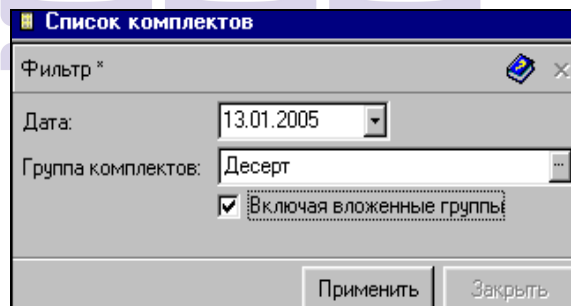 Список комплектов
Фильтр *
Дата: 13.01.2005
Группа комплектов: Десерт ...
Включая вложенные группы
Применить Закрыть